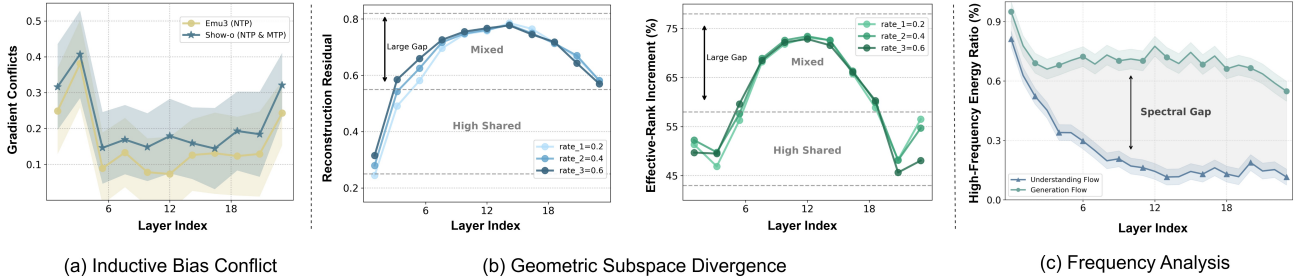 Gradient Conflicts
0.5
0.4
0.3
0.2
0.1
6
12
18
Layer Index
Emu3 (NTP)
Show-o (NTP & MTP)
(a) Inductive Bias Conflict
Reconstruction Residual
0.8
0.6
0.4
0.2
6
12
18
Layer Index
Large Gap
Mixed
High Shared
rate_1=0.2
rate_2=0.4
rate_3=0.6
Effective-Rank Increment (%)
75
65
55
45
6
12
18
Layer Index
Large Gap
Mixed
High Shared
rate_1=0.2
rate_2=0.4
rate_3=0.6
(b) Geometric Subspace Divergence
High-Frequency Energy Ratio (%)
0.9
0.6
0.3
0.0
6
12
18
Layer Index
Spectral Gap
Understanding Flow
Generation Flow
(c) Frequency Analysis